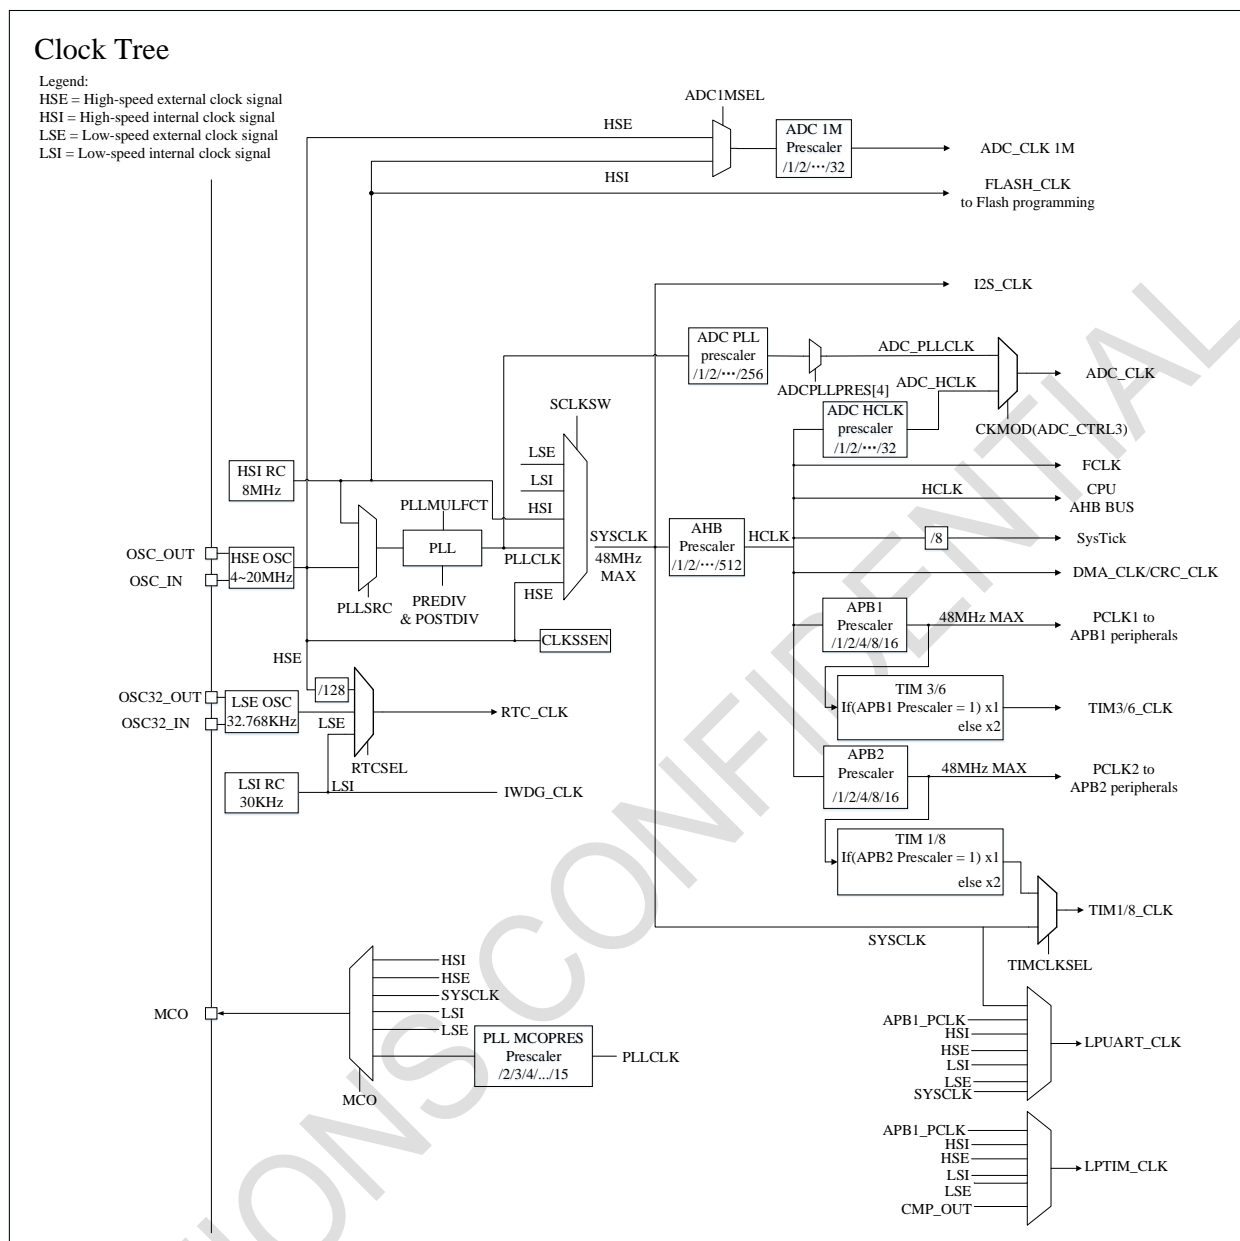 Clock Tree
Legend:
HSE = High-speed external clock signal
HSI = High-speed internal clock signal
LSE = Low-speed external clock signal
LSI = Low-speed internal clock signal
ADC1MSEL
HSE
ADC 1M
Prescaler
/1/2/···/32
ADC_CLK 1M
HSI
FLASH_CLK
to Flash programming
I2S_CLK
ADC PLL
prescaler
/1/2/···/256
ADCPLLPRES[4]
ADC_PLLCLK
ADC_HCLK
ADC_CLK
CKMOD(ADC_CTRL3)
ADC HCLK
prescaler
/1/2/···/32
SCLKSW
LSE
LSI
HSI
PLLCLK
HSE
HSI RC
8MHz
PLLMULFCT
PLL
PREDIV
& POSTDIV
PLLSRC
OSC_OUT
OSC_IN
HSE OSC
4~20MHz
SYSCLK
48MHz
MAX
AHB
Prescaler
/1/2/···/512
HCLK
FCLK
HCLK
CPU
AHB BUS
/8
SysTick
DMA_CLK/CRC_CLK
APB1
Prescaler
/1/2/4/8/16
48MHz MAX
PCLK1 to
APB1 peripherals
CLKSSEN
HSE
/128
OSC32_OUT
OSC32_IN
LSE OSC
32.768KHz
LSE
RTC_CLK
RTCSEL
TIM 3/6
If(APB1 Prescaler = 1) x1
else x2
TIM3/6_CLK
LSI RC
30KHz
LSI
IWDG_CLK
APB2
Prescaler
/1/2/4/8/16
48MHz MAX
PCLK2 to
APB2 peripherals
TIM 1/8
If(APB2 Prescaler = 1) x1
else x2
TIM1/8_CLK
TIMCLKSEL
SYSCLK
MCO
HSI
HSE
SYSCLK
LSI
LSE
PLL MCOPRES
Prescaler
/2/3/4/.../15
PLLCLK
MCO
APB1_PCLK
HSI
HSE
LSI
LSE
SYSCLK
LPUART_CLK
APB1_PCLK
HSI
HSE
LSI
LSE
CMP_OUT
LPTIM_CLK
IONS CONFIDENTIAL